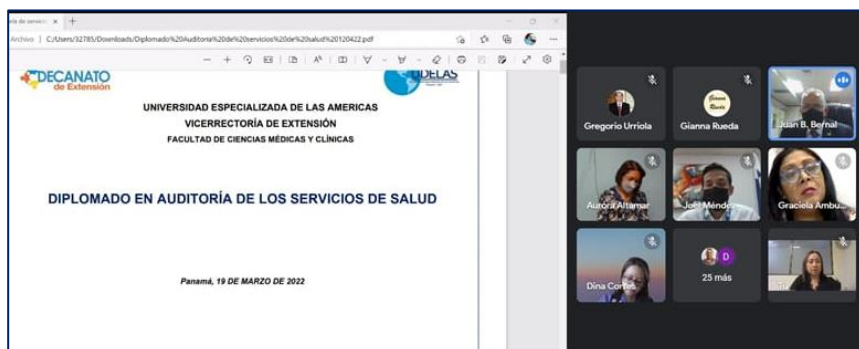 Archivo | C:/Users/32785/Downloads/Diplomado%20Auditoria%20de%20servicios%20de%20salud%20120422.pdf
DECANATO
de Extensión
UDELAS
UNIVERSIDAD ESPECIALIZADA DE LAS AMERICAS
VICERRECTORÍA DE EXTENSIÓN
FACULTAD DE CIENCIAS MÉDICAS Y CLÍNICAS
DIPLOMADO EN AUDITORÍA DE LOS SERVICIOS DE SALUD
Panamá, 19 DE MARZO DE 2022
Gregorio Urriola
Gianna Rueda
Gianna Rueda
Juan B. Bernal
Aurora Altamar
Joel Méndez
Graciela Ambu...
Dina Cortes
D
25 más